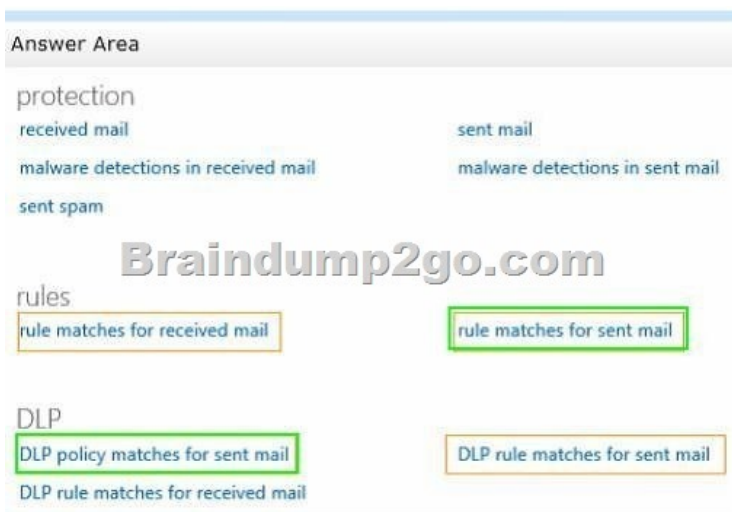 Answer Area
protection
received mail
sent mail
malware detections in received mail
malware detections in sent mail
sent spam
Braindump2go.com
rules
rule matches for received mail
rule matches for sent mail
DLP
DLP policy matches for sent mail
DLP rule matches for sent mail
DLP rule matches for received mail